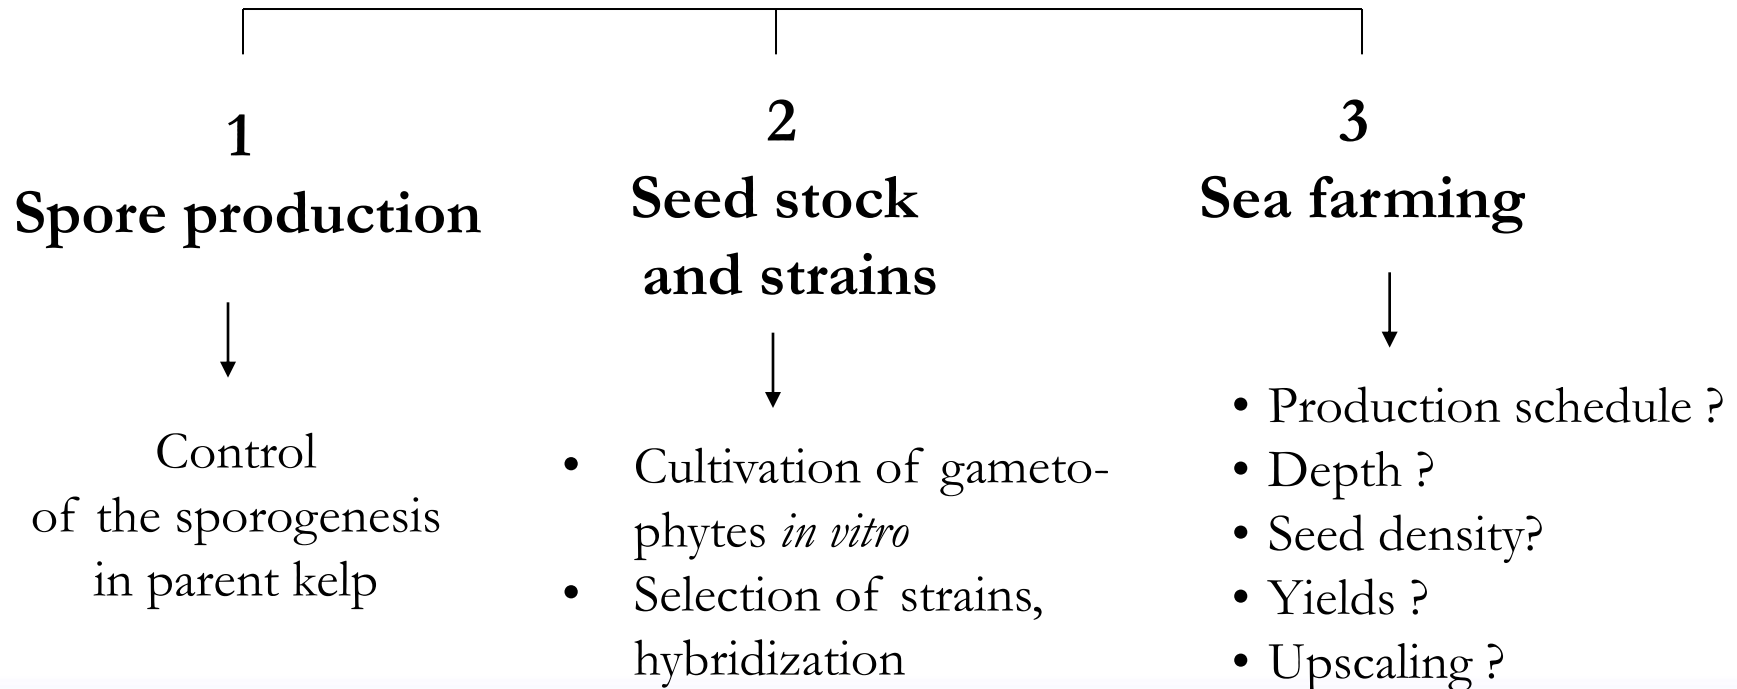 1
Spore production
Control
of the sporogenesis
in parent kelp
2
Seed stock
and strains
• Cultivation of gameto-
phytes in vitro
• Selection of strains,
hybridization
3
Sea farming
• Production schedule ?
• Depth ?
• Seed density?
• Yields ?
• Upscaling ?